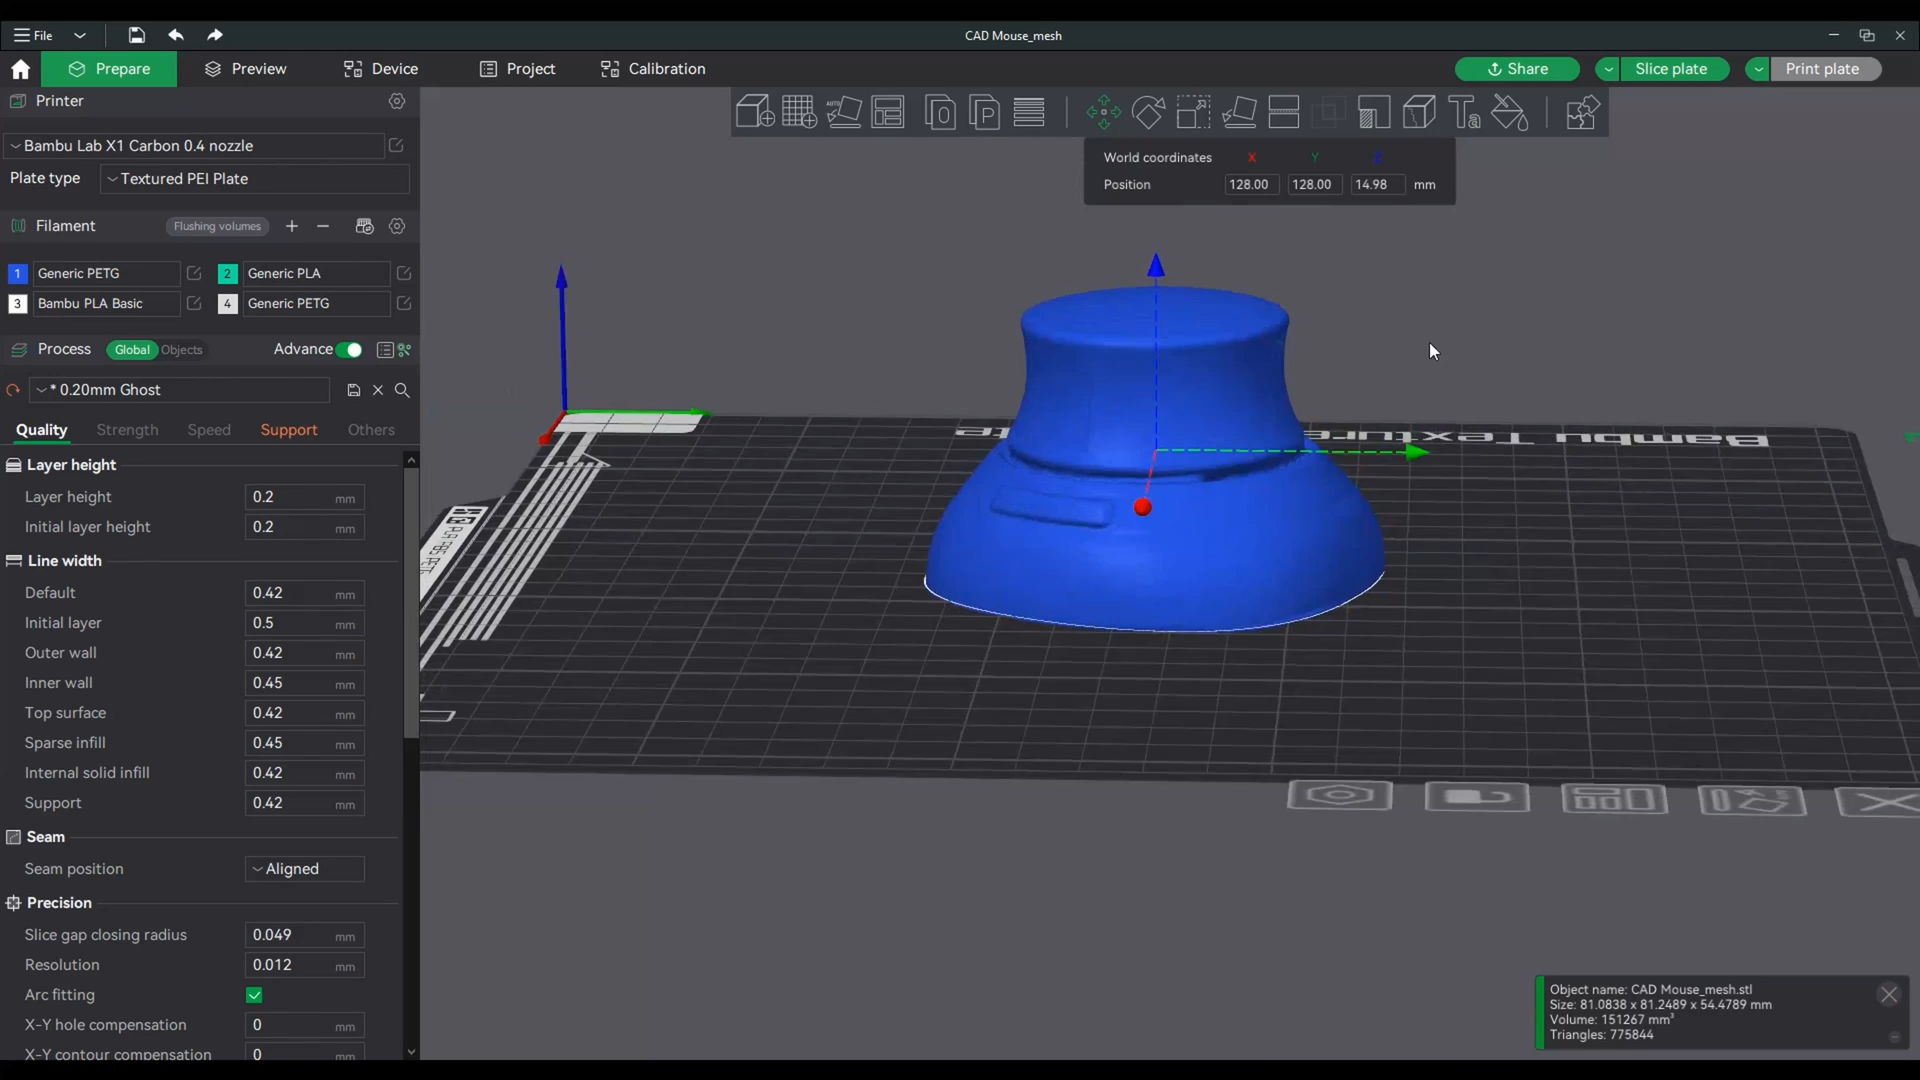 File
CAD Mouse_mesh
Prepare
Preview
Device
Project
Calibration
Share
Slice plate
Print plate
Printer
Bambu Lab X1 Carbon 0.4 nozzle
Plate type
Textured PEI Plate
Filament
Flushing volumes
1 Generic PETG
2 Generic PLA
3 Bambu PLA Basic
4 Generic PETG
Process
Global
Objects
Advance
* 0.20mm Ghost
Quality
Strength
Speed
Support
Others
Layer height
Layer height 0.2 mm
Initial layer height 0.2 mm
Line width
Default 0.42 mm
Initial layer 0.5 mm
Outer wall 0.42 mm
Inner wall 0.45 mm
Top surface 0.42 mm
Sparse infill 0.45 mm
Internal solid infill 0.42 mm
Support 0.42 mm
Seam
Seam position Aligned
Precision
Slice gap closing radius 0.049 mm
Resolution 0.012 mm
Arc fitting
X-Y hole compensation 0 mm
X-Y contour compensation 0 mm
World coordinates X Y Z
Position 128.00 128.00 14.98 mm
Bambu Texture
Object name: CAD Mouse_mesh.stl
Size: 81.0838 x 81.2489 x 54.4789 mm
Volume: 151267 mm³
Triangles: 775844